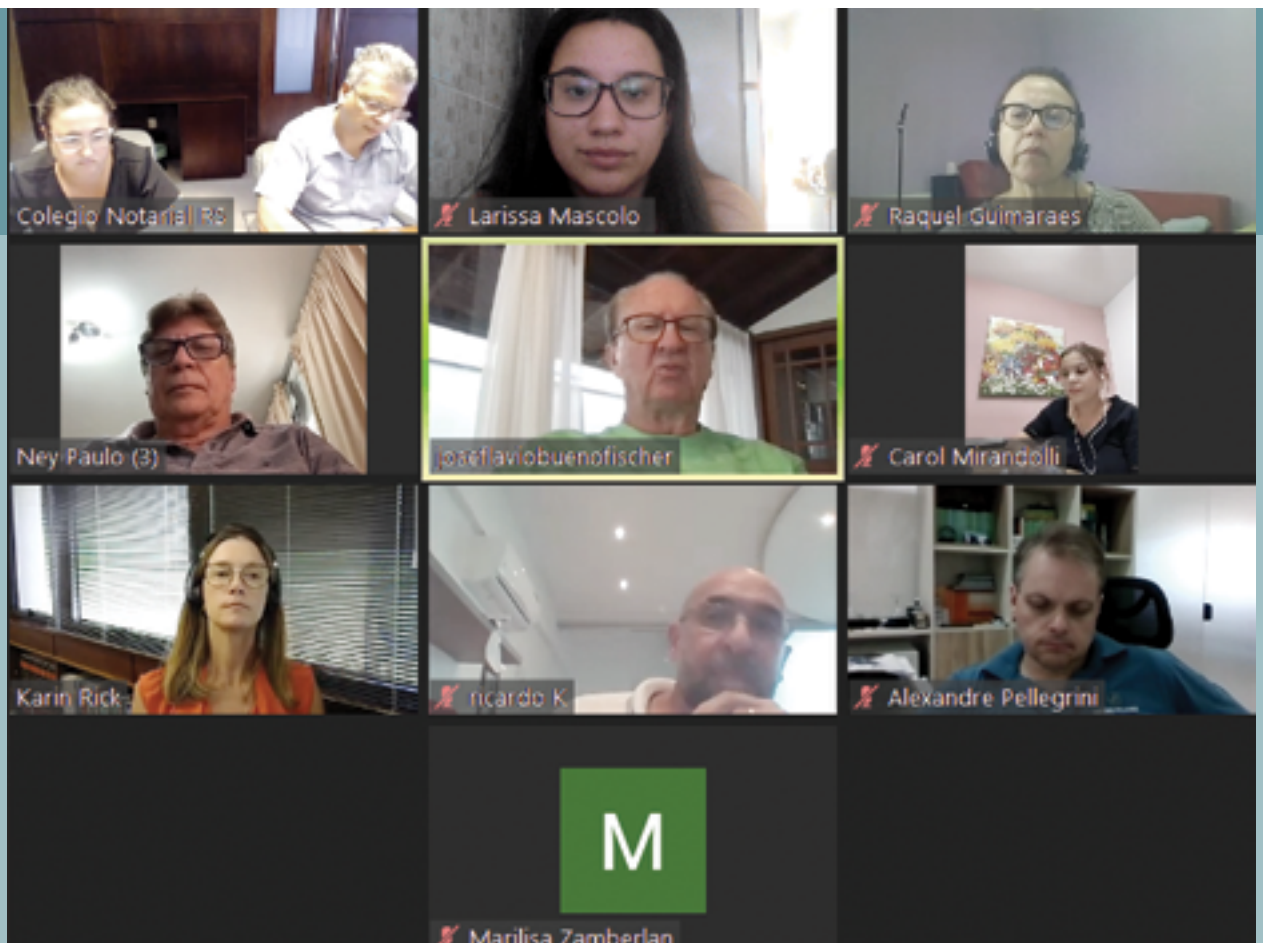 Colegio Notarial RS
Larissa Mascolo
Raquel Guimaraes
Ney Paulo (3)
joseflaviobuenofischer
Carol Mirandolli
Karin Rick
ricardo K
Alexandre Pellegrini
M
Marilisa Zamberlan